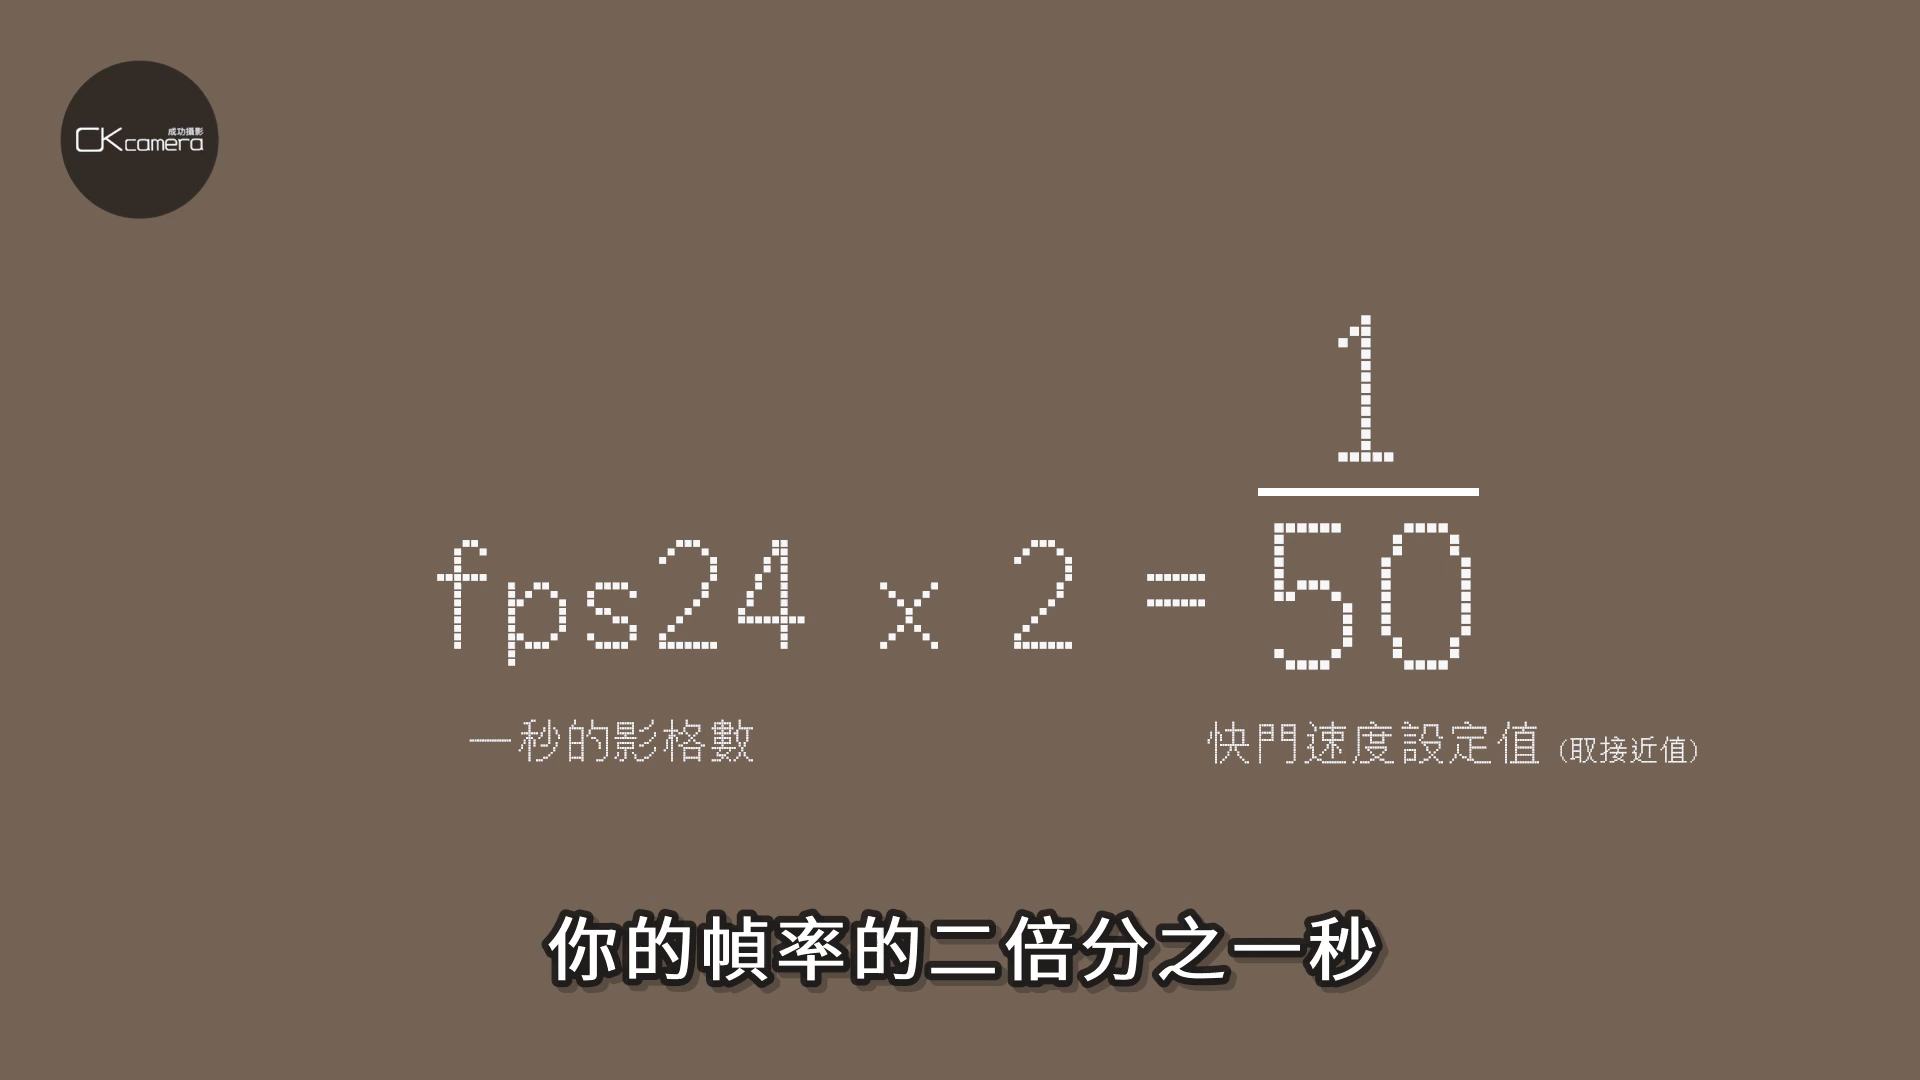 成功攝影
CKcamera
fps24 x 2 = 1/50
一秒的影格數
快門速度設定值 (取接近值)
你的幀率的二倍分之一秒